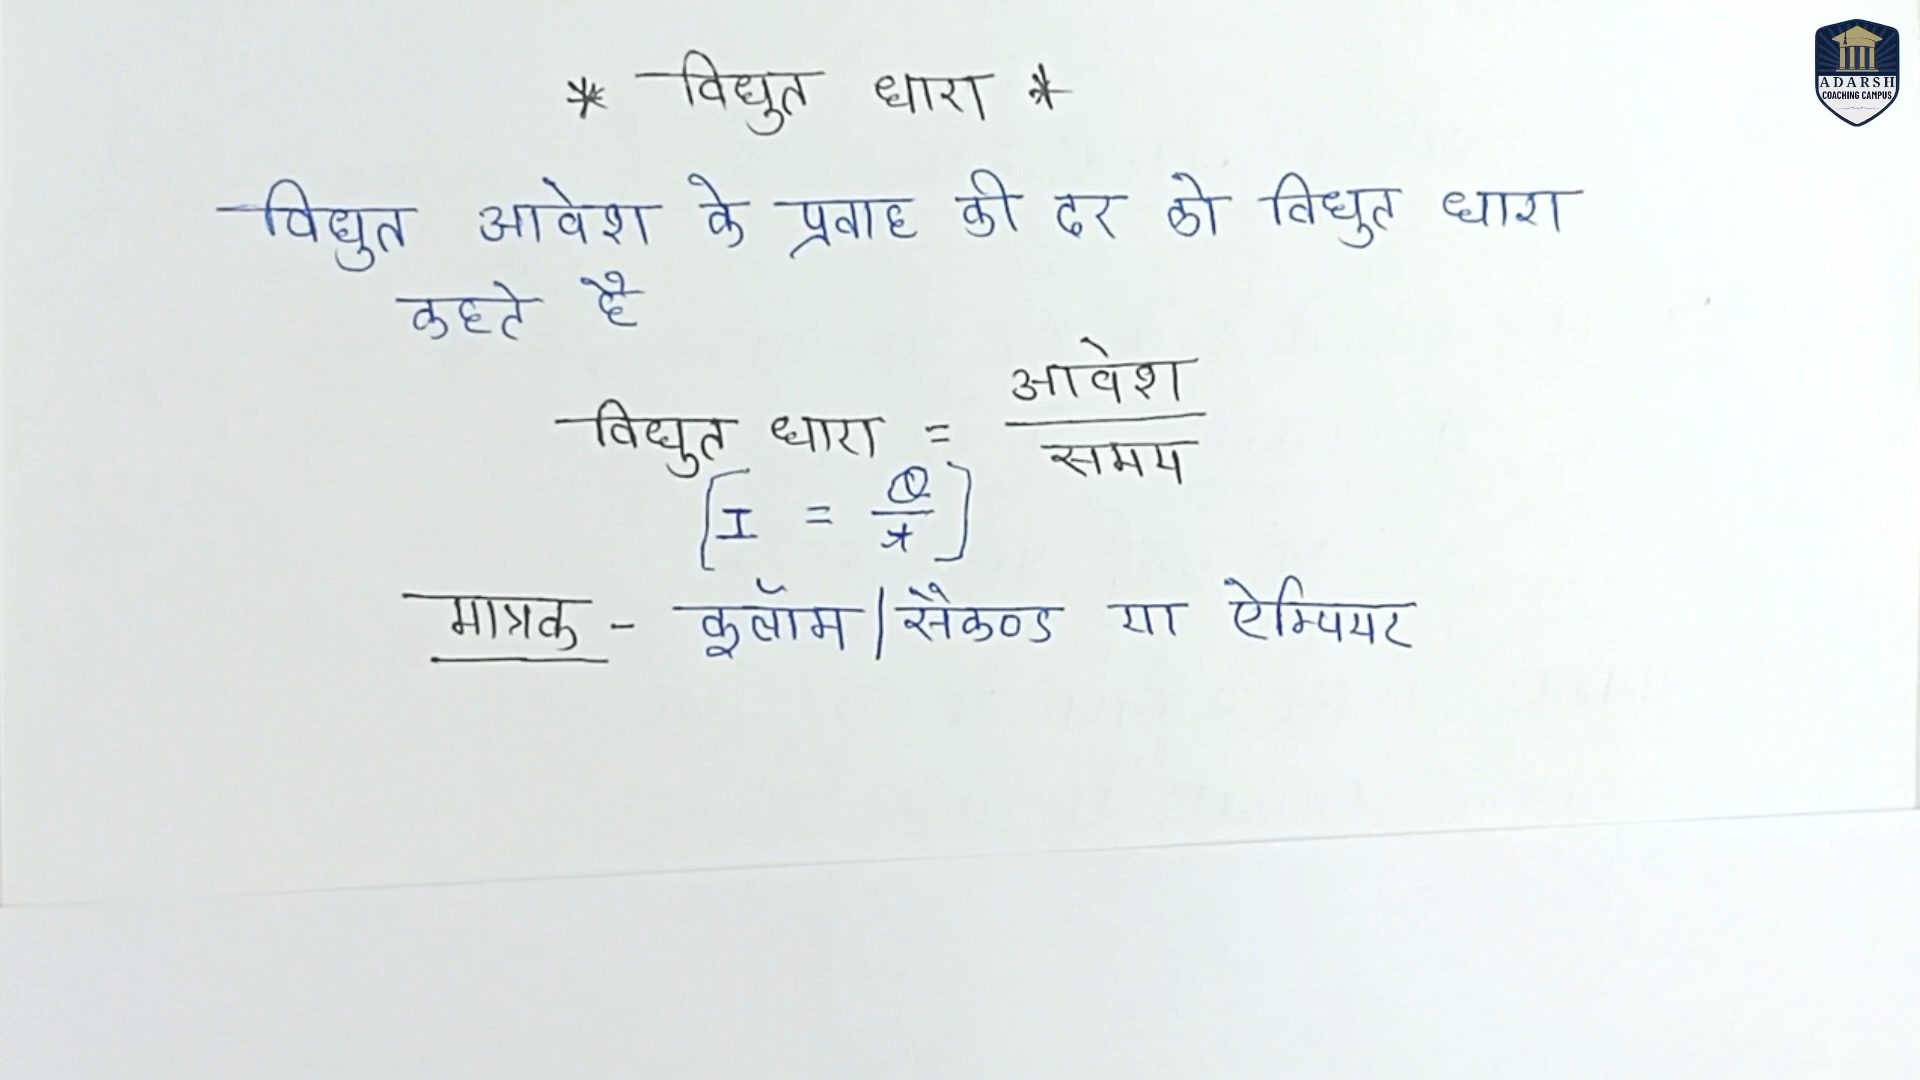 * विधुत धारा *
विधुत आवेश के प्रवाह की दर को विधुत धारा
कहते है
विधुत धारा = आवेश / समय
[I = Q/t]
मात्रक - कूलॉम/सैकण्ड या ऐम्पियर
ADARSH
COACHING CAMPUS